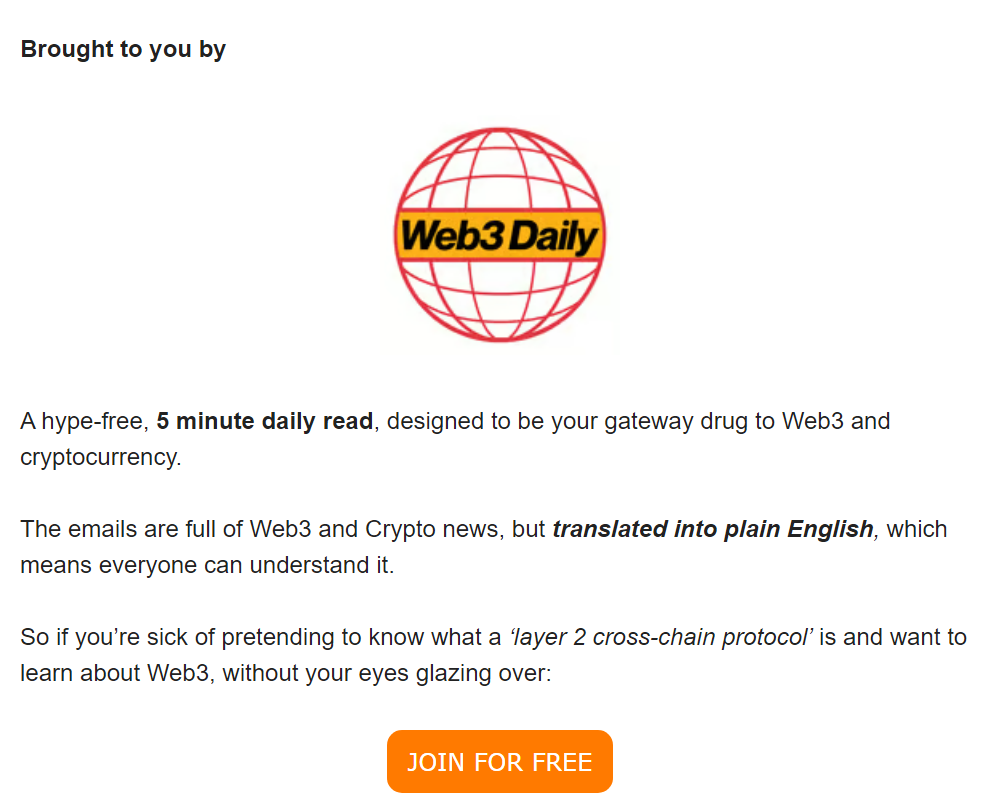 Brought to you by
Web3 Daily
A hype-free, 5 minute daily read, designed to be your gateway drug to Web3 and
cryptocurrency.
The emails are full of Web3 and Crypto news, but translated into plain English, which
means everyone can understand it.
So if you’re sick of pretending to know what a ‘layer 2 cross-chain protocol’ is and want to
learn about Web3, without your eyes glazing over:
JOIN FOR FREE